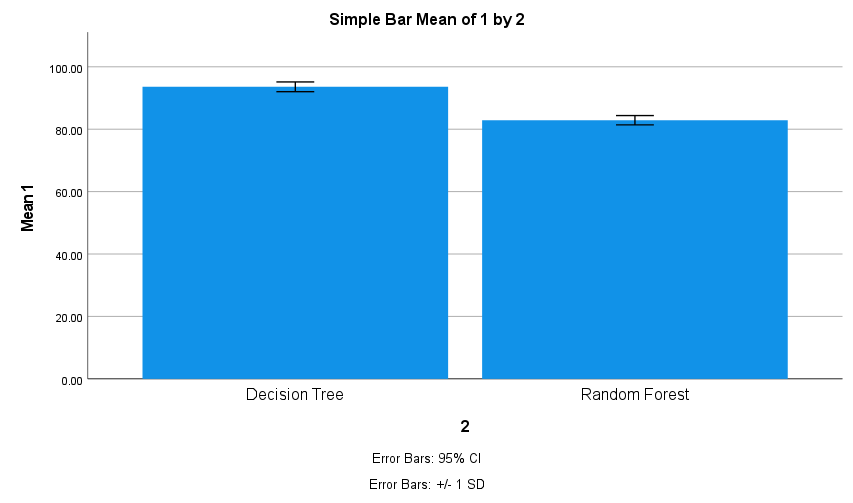 Simple Bar Mean of 1 by 2
100.00
80.00
60.00
40.00
20.00
0.00
Mean 1
Decision Tree
Random Forest
2
Error Bars: 95% CI
Error Bars: +/- 1 SD